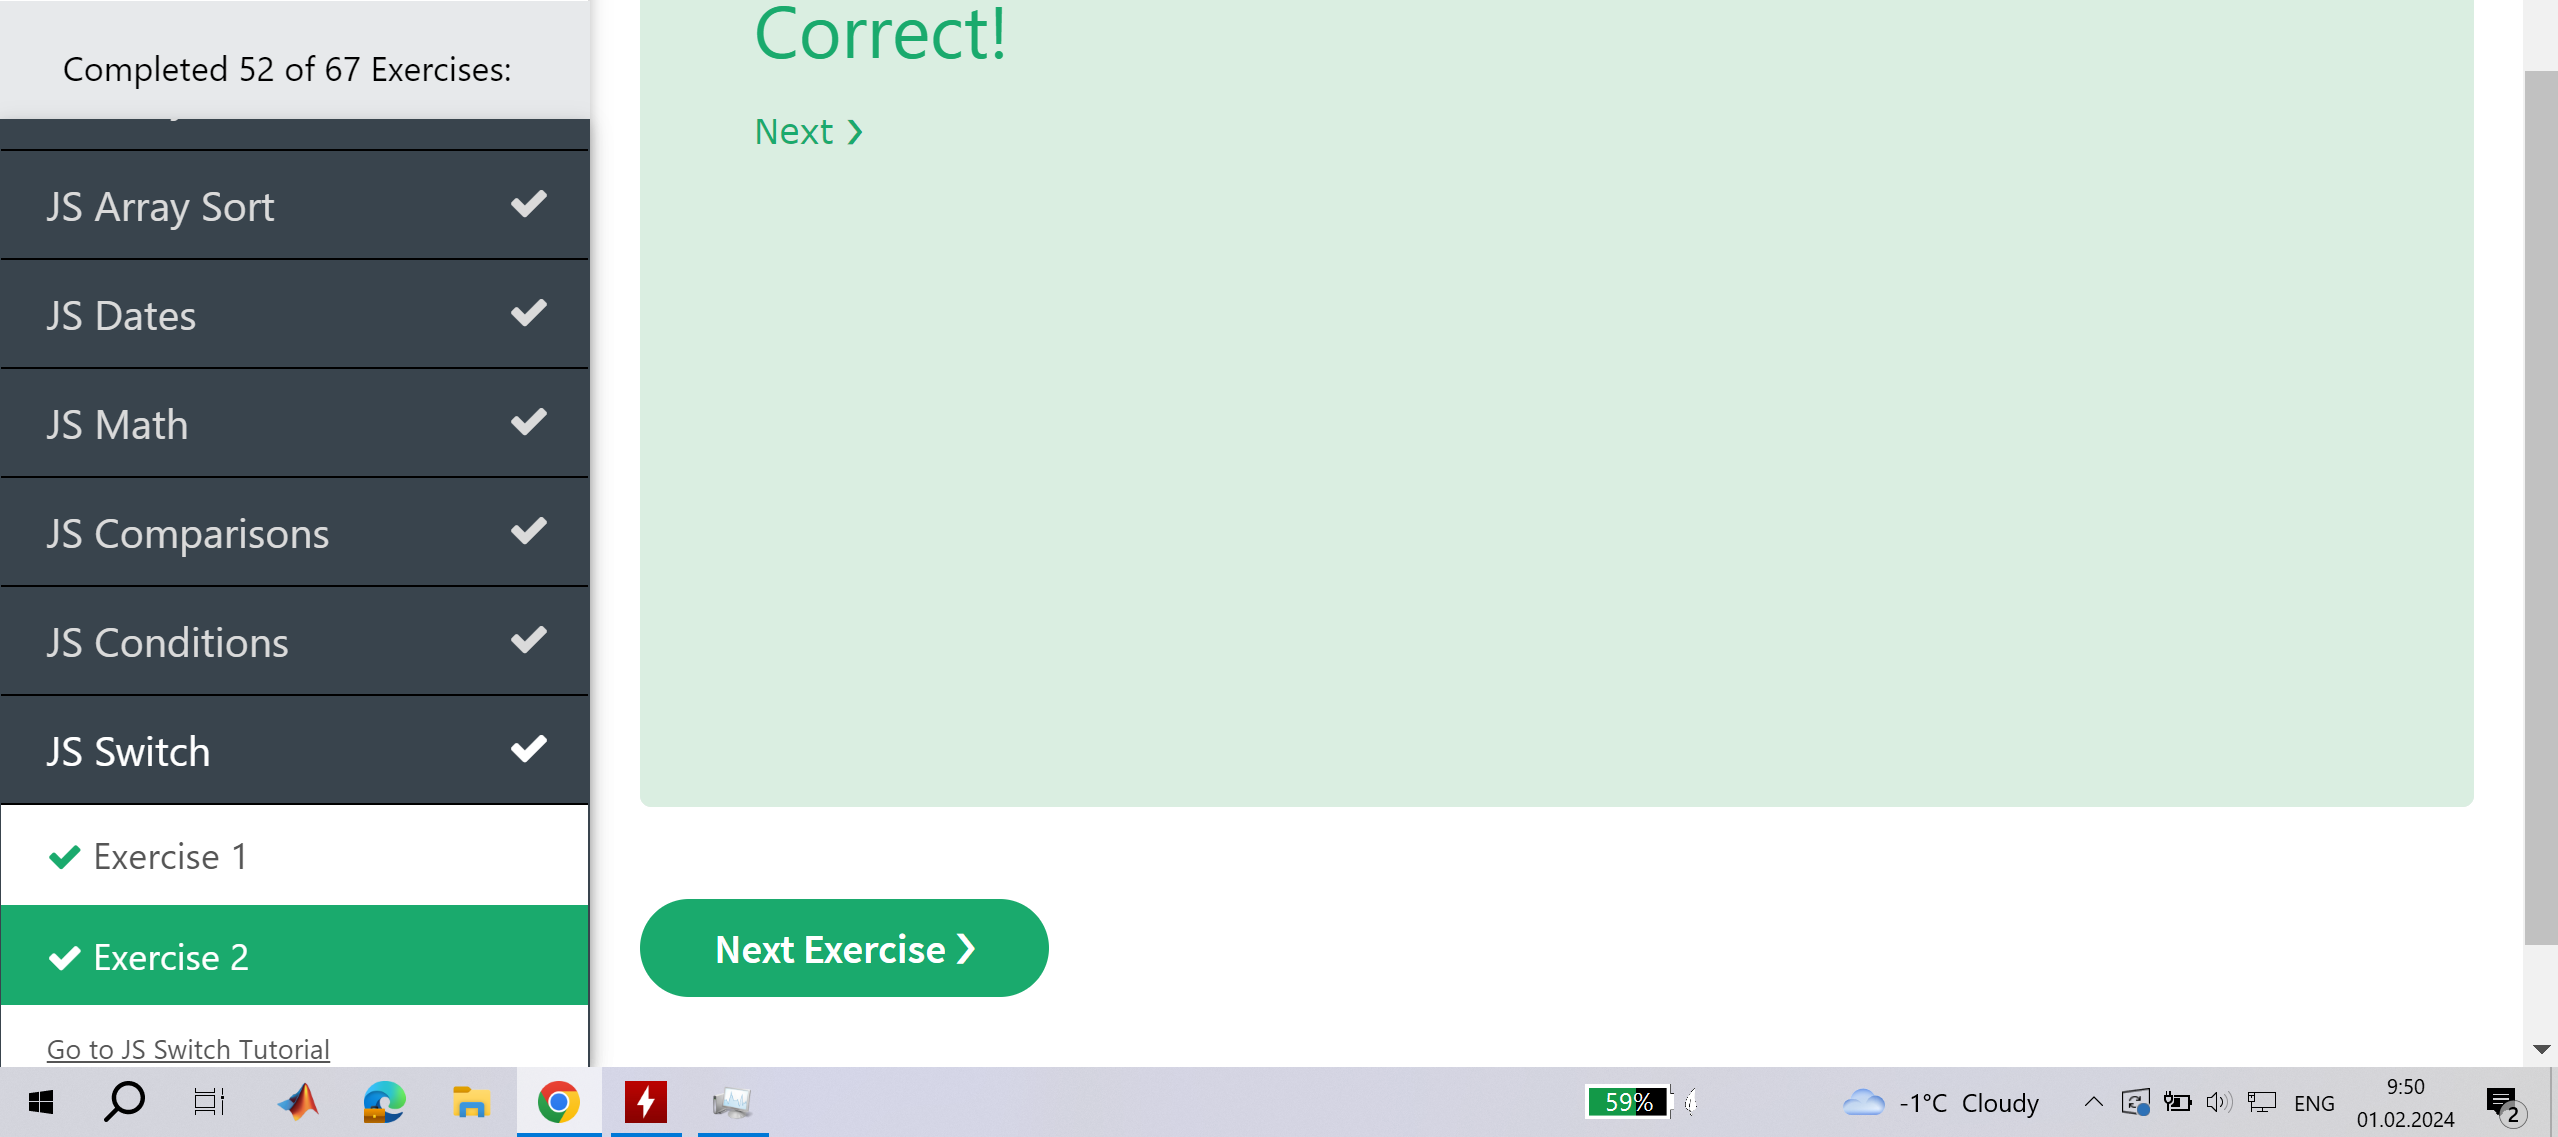 Completed 52 of 67 Exercises:
JS Array Sort
JS Dates
JS Math
JS Comparisons
JS Conditions
JS Switch
Exercise 1
Exercise 2
Go to JS Switch Tutorial
Correct!
Next ❯
Next Exercise ❯
59%
-1°C Cloudy
ENG
9:50
01.02.2024
2